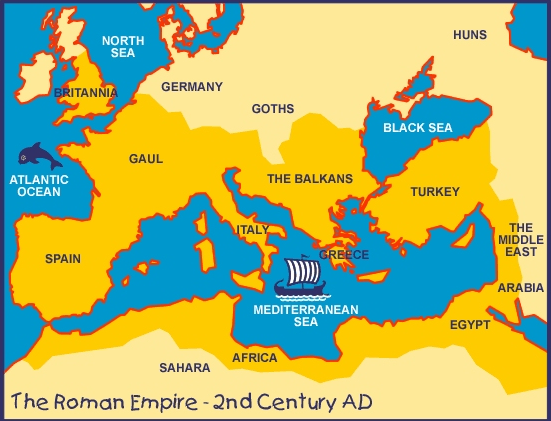 NORTH
SEA
HUNS
BRITANNIA
GERMANY
GOTHS
BLACK SEA
GAUL
ATLANTIC
OCEAN
THE BALKANS
TURKEY
ITALY
SPAIN
GREECE
THE
MIDDLE
EAST
ARABIA
MEDITERRANEAN
SEA
EGYPT
AFRICA
SAHARA
The Roman Empire - 2nd Century AD